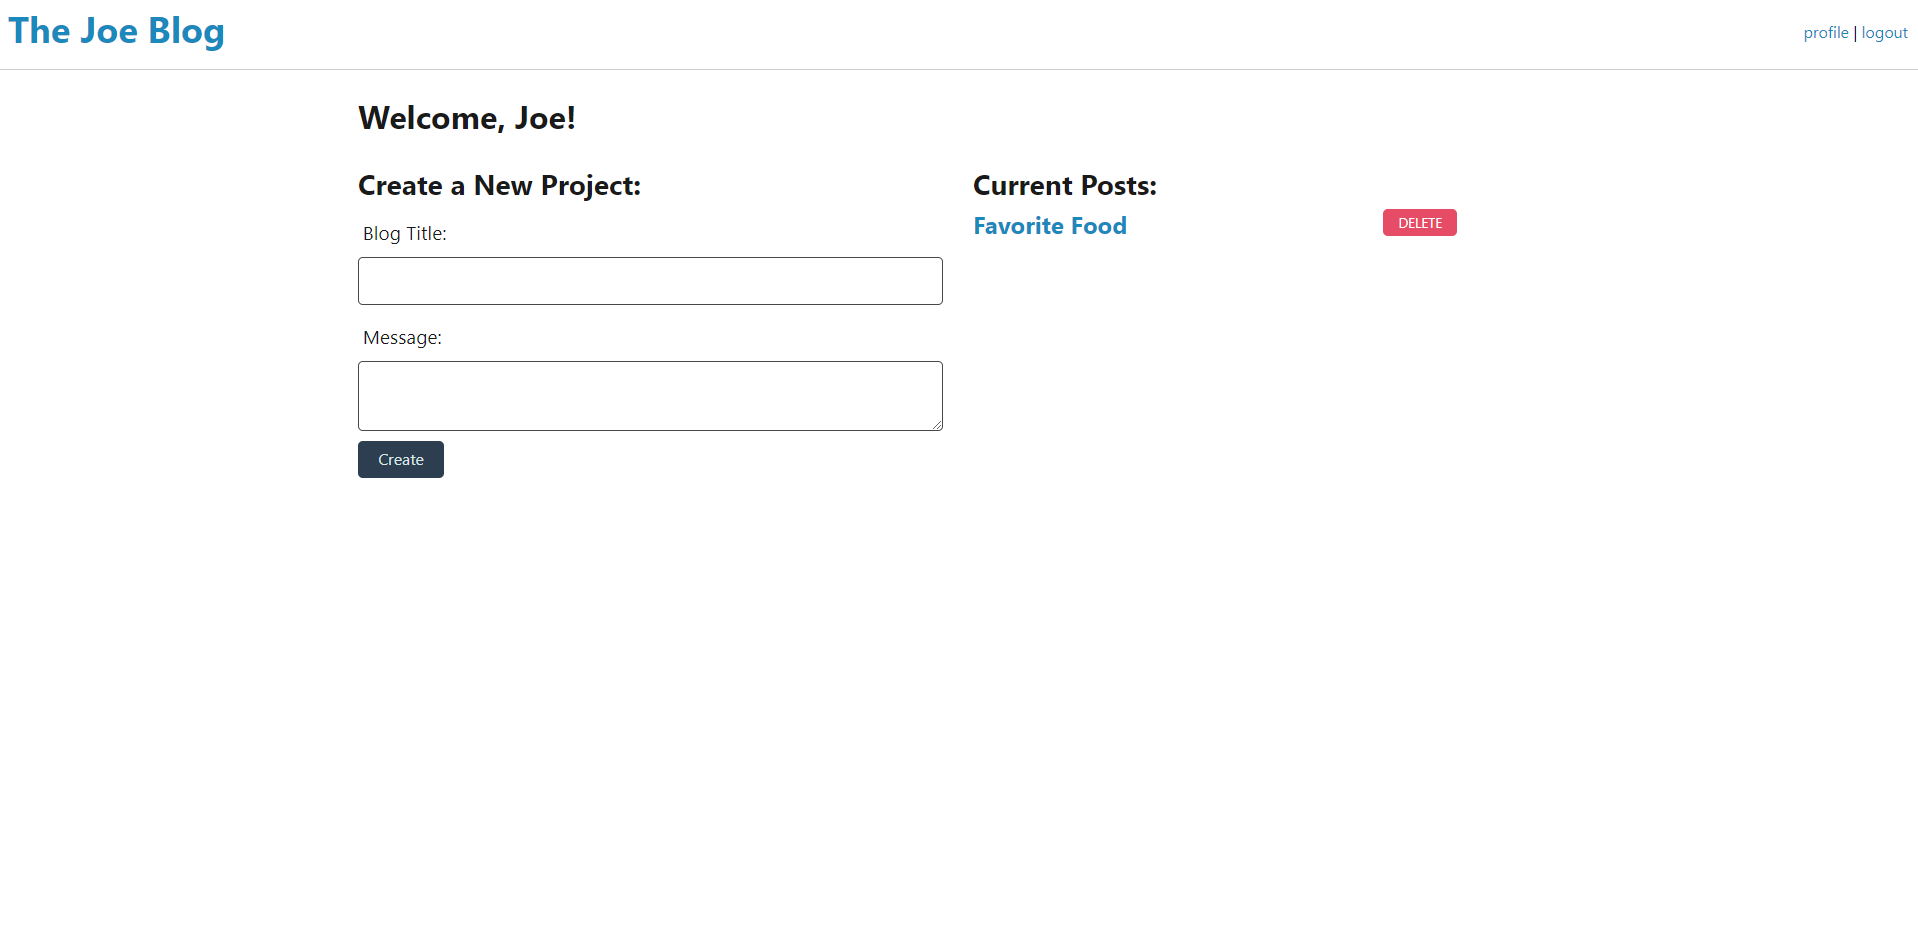 The Joe Blog
profile | logout
Welcome, Joe!
Create a New Project:
Blog Title:
Message:
Create
Current Posts:
Favorite Food
DELETE